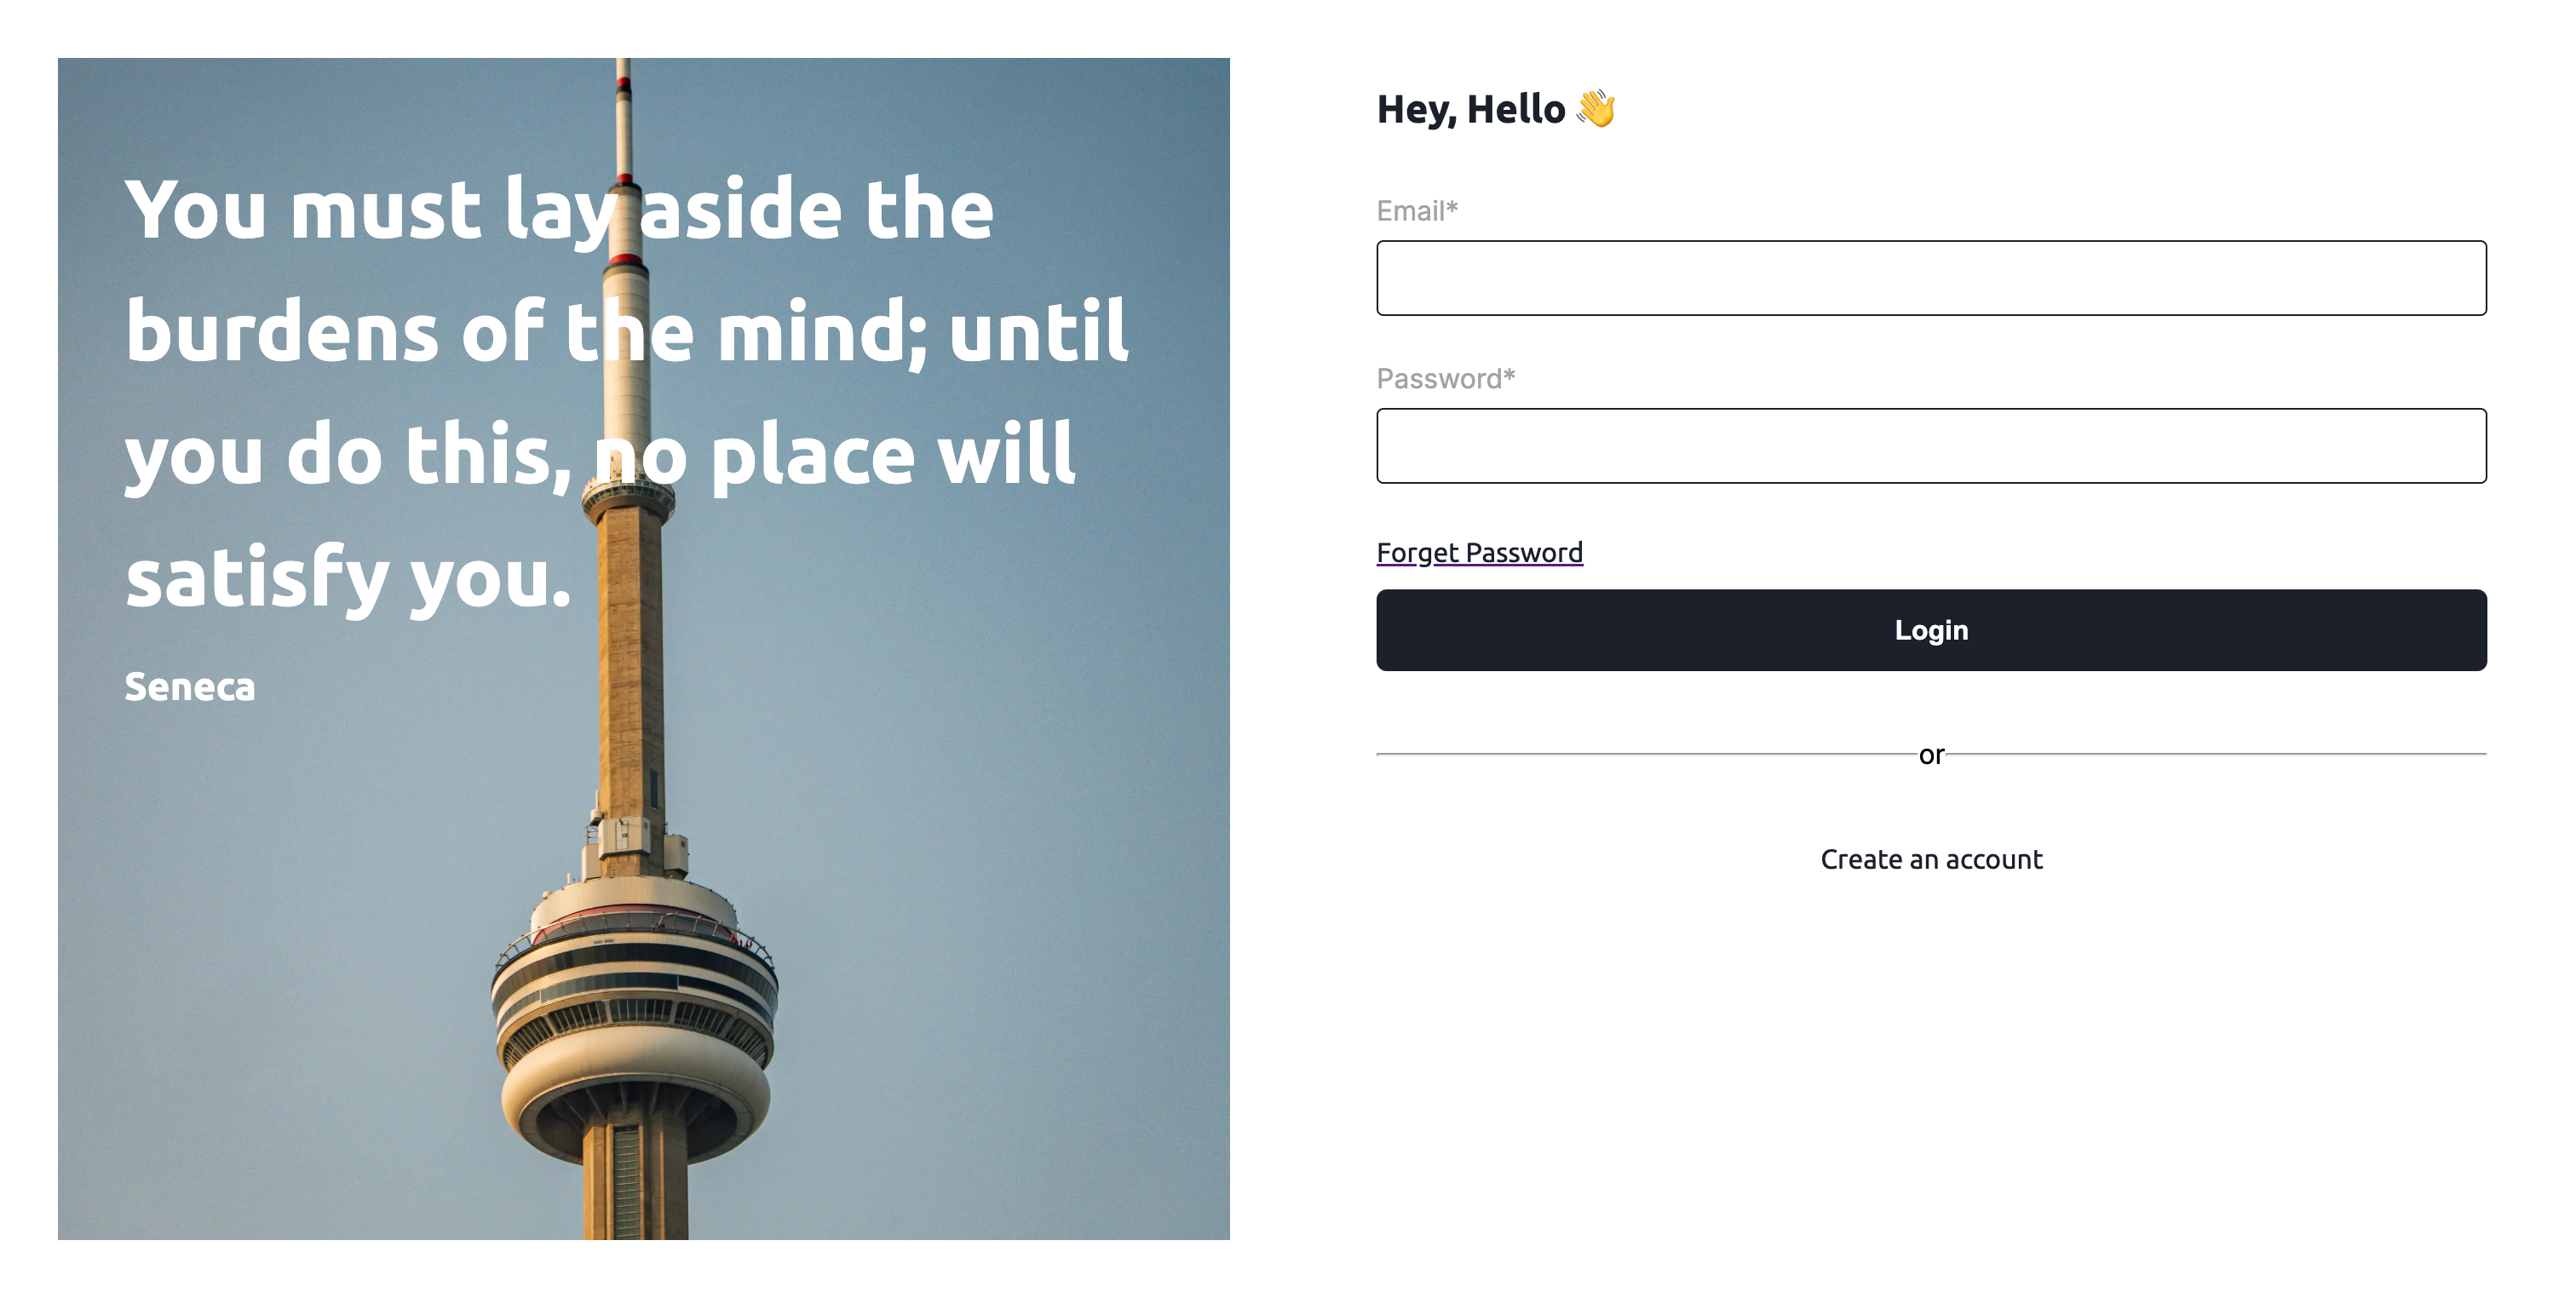 You must lay aside the
burdens of the mind; until
you do this, no place will
satisfy you.
Seneca
Hey, Hello 👋
Email*
Password*
Forget Password
Login
or
Create an account